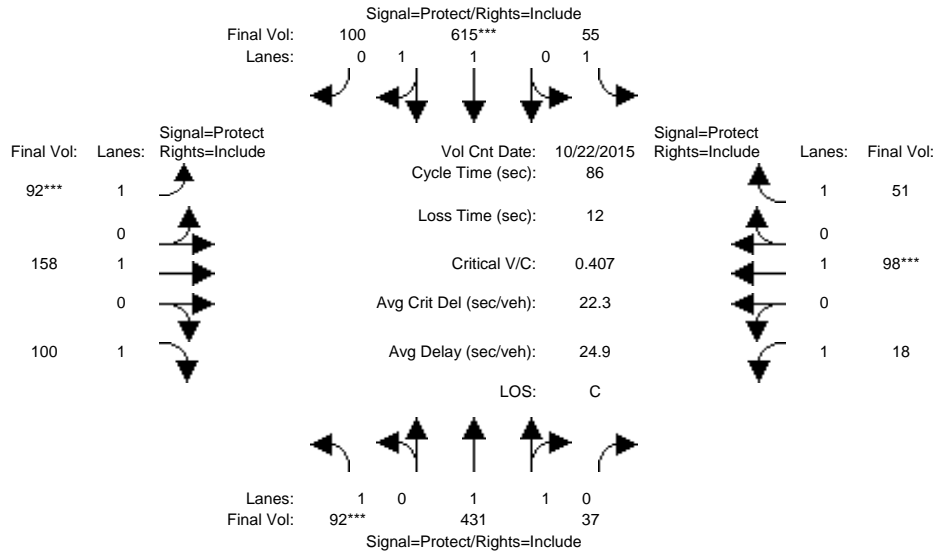 Signal=Protect/Rights=Include
Final Vol: 100 615*** 55
Lanes: 0 1 1 0 1
Signal=Protect Signal=Protect
Final Vol: Lanes: Rights=Include Vol Cnt Date: 10/22/2015 Rights=Include Lanes: Final Vol:
Cycle Time (sec): 86
92*** 1 1 51
Loss Time (sec): 12
0 0
158 1 Critical V/C: 0.407 1 98***
0 Avg Crit Del (sec/veh): 22.3 0
100 1 Avg Delay (sec/veh): 24.9 1 18
LOS: C
Lanes: 1 0 1 1 0
Final Vol: 92*** 431 37
Signal=Protect/Rights=Include